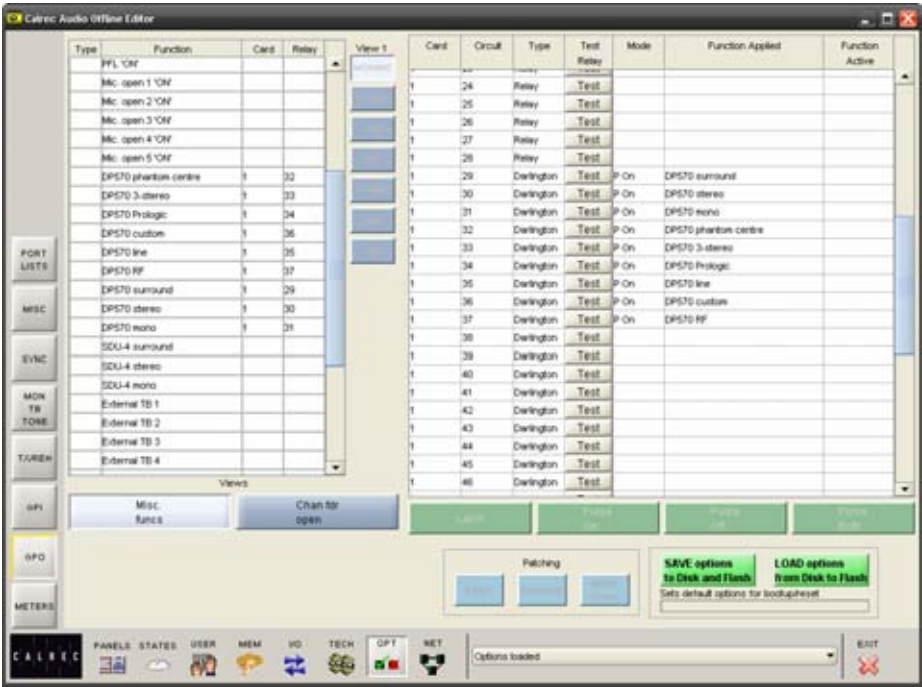 Calrec Audio Offline Editor
Type Function Card Relay
PFL 'ON'
Mic. open 1 'ON'
Mic. open 2 'ON'
Mic. open 3 'ON'
Mic. open 4 'ON'
Mic. open 5 'ON'
DP570 phantom centre 1 32
DP570 3-stereo 1 33
DP570 Prologic 1 34
DP570 custom 1 36
DP570 line 1 35
DP570 RF 1 37
DP570 surround 1 29
DP570 stereo 1 30
DP570 mono 1 31
SDU-4 surround
SDU-4 stereo
SDU-4 mono
External TB 1
External TB 2
External TB 3
External TB 4
Views
Misc. funcs
Chan fdr open
View 1
Card Circuit Type Test Relay Mode Function Applied Function Active
1 24 Relay Test
1 25 Relay Test
1 26 Relay Test
1 27 Relay Test
1 28 Relay Test
1 29 Darlington Test P On DP570 surround
1 30 Darlington Test P On DP570 stereo
1 31 Darlington Test P On DP570 mono
1 32 Darlington Test P On DP570 phantom centre
1 33 Darlington Test P On DP570 3-stereo
1 34 Darlington Test P On DP570 Prologic
1 35 Darlington Test P On DP570 line
1 36 Darlington Test P On DP570 custom
1 37 Darlington Test P On DP570 RF
1 38 Darlington Test
1 39 Darlington Test
1 40 Darlington Test
1 41 Darlington Test
1 42 Darlington Test
1 43 Darlington Test
1 44 Darlington Test
1 45 Darlington Test
1 46 Darlington Test
Patching
SAVE options
to Disk and Flash
LOAD options
from Disk to Flash
Sets default options for bootup/reset
PORT
LISTS
MISC
SYNC
MON
TB
TONE
TX/REH
GPI
GPO
METERS
CALREC
PANELS STATES USER MEM I/O TECH OPT NET
Options loaded
EXIT